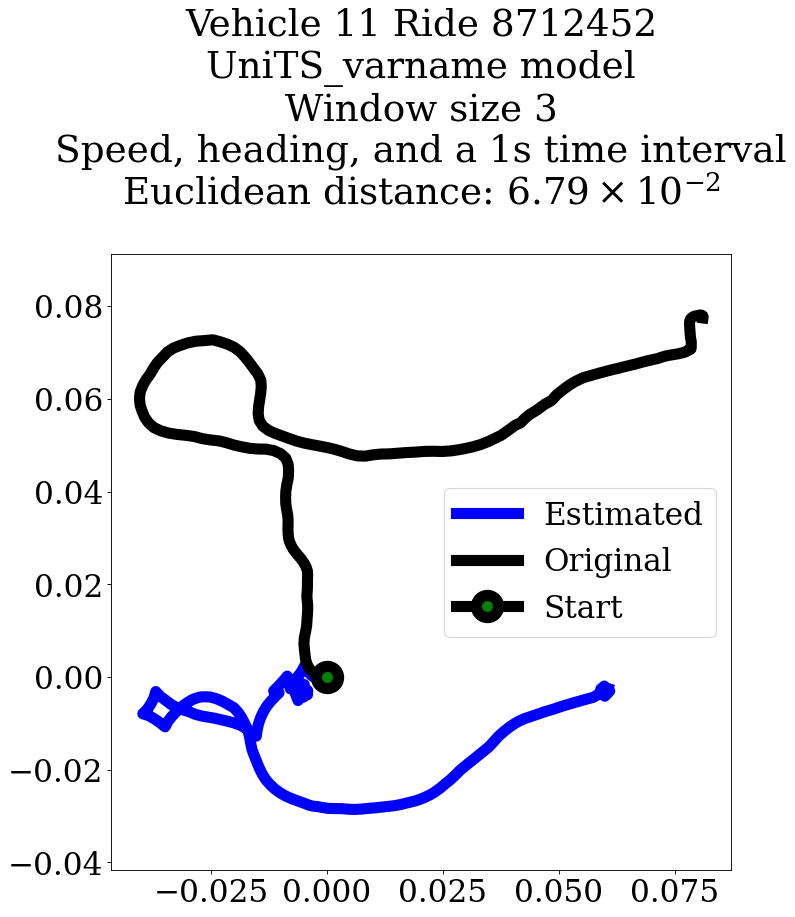 Vehicle 11 Ride 8712452
UniTS_varname model
Window size 3
Speed, heading, and a 1s time interval
Euclidean distance: 6.79 × 10⁻²
0.08
0.06
0.04
0.02
0.00
−0.02
−0.04
Estimated
Original
Start
−0.025 0.000 0.025 0.050 0.075